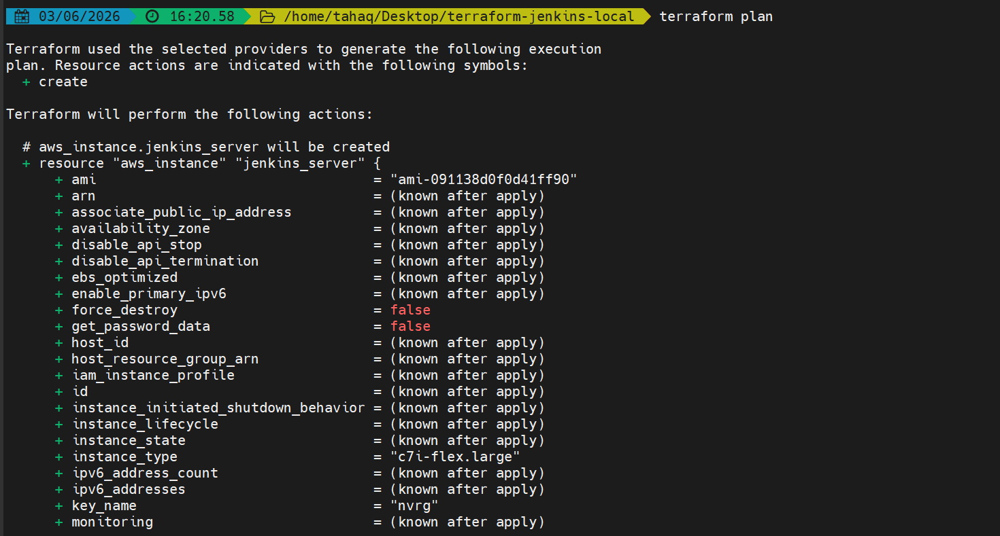 03/06/2026 16:20.58 /home/tahaq/Desktop/terraform-jenkins-local terraform plan
Terraform used the selected providers to generate the following execution
plan. Resource actions are indicated with the following symbols:
  + create
Terraform will perform the following actions:
  # aws_instance.jenkins_server will be created
  + resource "aws_instance" "jenkins_server" {
      + ami                                  = "ami-091138d0f0d41ff90"
      + arn                                  = (known after apply)
      + associate_public_ip_address          = (known after apply)
      + availability_zone                    = (known after apply)
      + disable_api_stop                     = (known after apply)
      + disable_api_termination              = (known after apply)
      + ebs_optimized                        = (known after apply)
      + enable_primary_ipv6                  = (known after apply)
      + force_destroy                        = false
      + get_password_data                    = false
      + host_id                              = (known after apply)
      + host_resource_group_arn              = (known after apply)
      + iam_instance_profile                 = (known after apply)
      + id                                   = (known after apply)
      + instance_initiated_shutdown_behavior = (known after apply)
      + instance_lifecycle                   = (known after apply)
      + instance_state                       = (known after apply)
      + instance_type                        = "c7i-flex.large"
      + ipv6_address_count                   = (known after apply)
      + ipv6_addresses                       = (known after apply)
      + key_name                             = "nvrg"
      + monitoring                           = (known after apply)